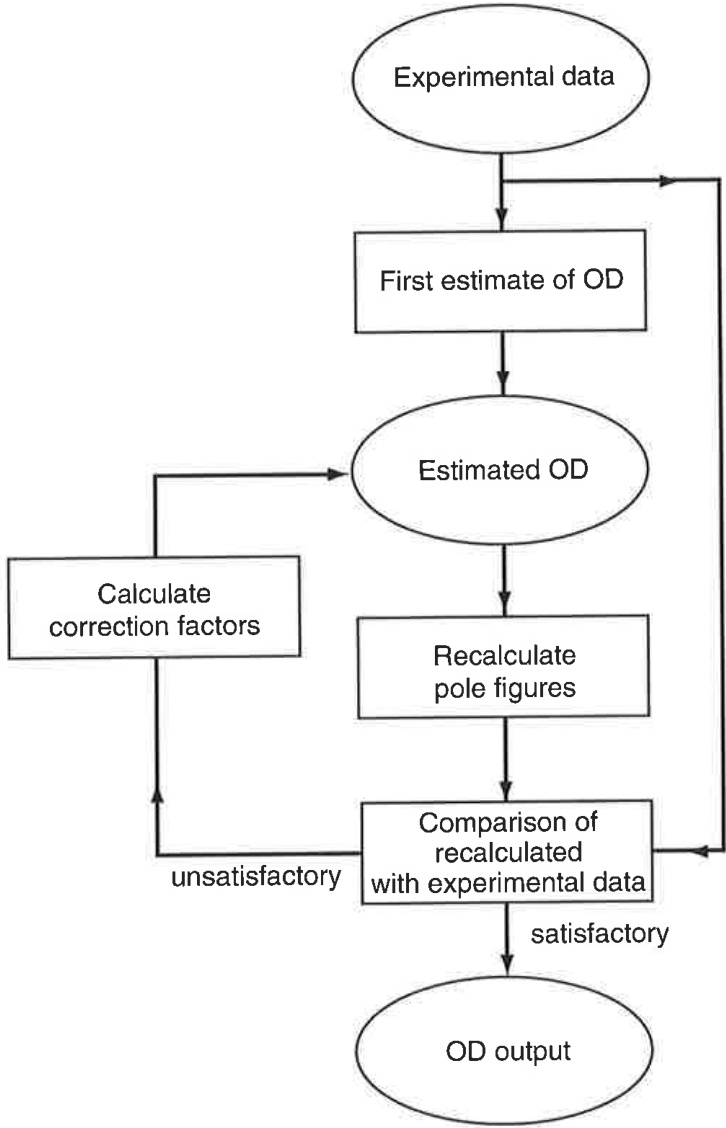 Experimental data
First estimate of OD
Estimated OD
Calculate
correction factors
Recalculate
pole figures
Comparison of
recalculated
with experimental data
unsatisfactory
satisfactory
OD output